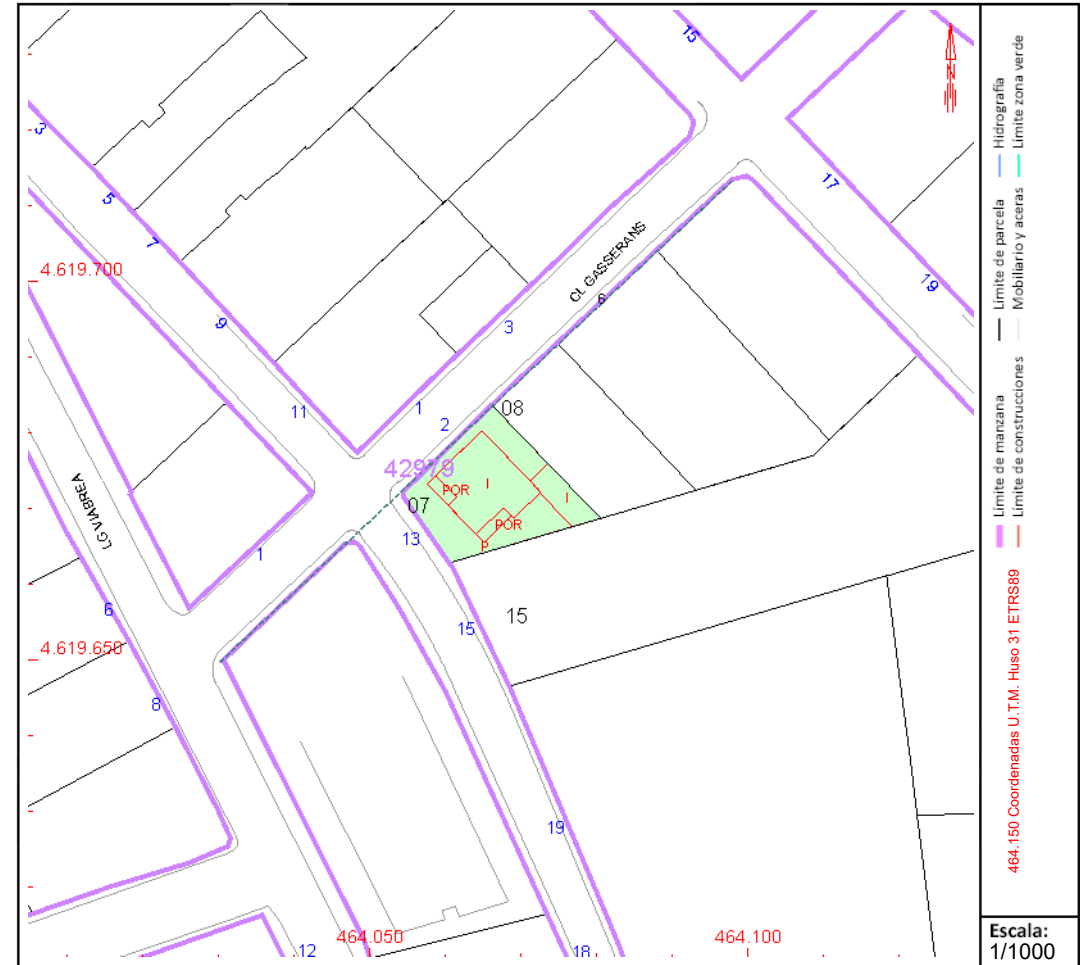 15
3
5
17
7
CL GASSERANS
4.619.700
19
6
9
3
11
1
08
2
42979
POR
I
I
07
LG VIABREA
POR
13
P
1
6
15
15
4.619.650
8
19
464.050
464.100
12
18
N
Hidrografía
Límite zona verde
Límite de parcela
Mobiliario y aceras
Límite de manzana
Límite de construcciones
464.150 Coordenadas U.T.M. Huso 31 ETRS89
Escala:
1/1000